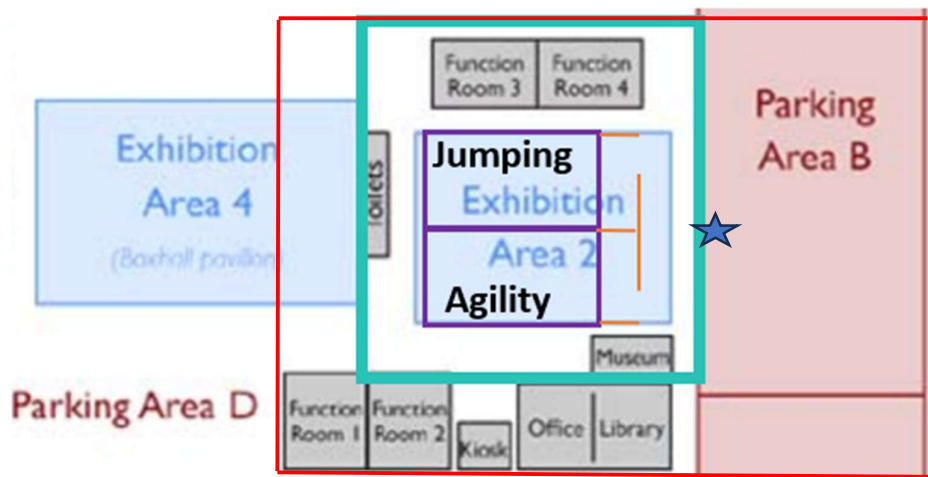 Function
Room 3
Function
Room 4
Parking
Area B
Exhibition
Area 4
(Boxhall pavilion)
Toilets
Jumping
Exhibition
Area 2
Agility
Museum
Parking Area D
Function
Room 1
Function
Room 2
Kiosk
Office
Library